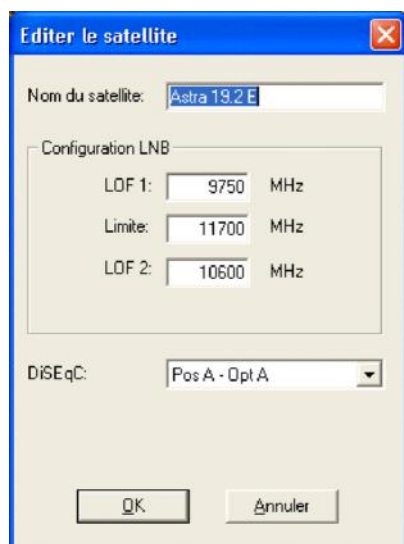 Editer le satellite
Nom du satellite: Astra 19.2 E
Configuration LNB
LOF 1: 9750 MHz
Limite: 11700 MHz
LOF 2: 10600 MHz
DiSEqC: Pos A - Opt A
OK Annuler